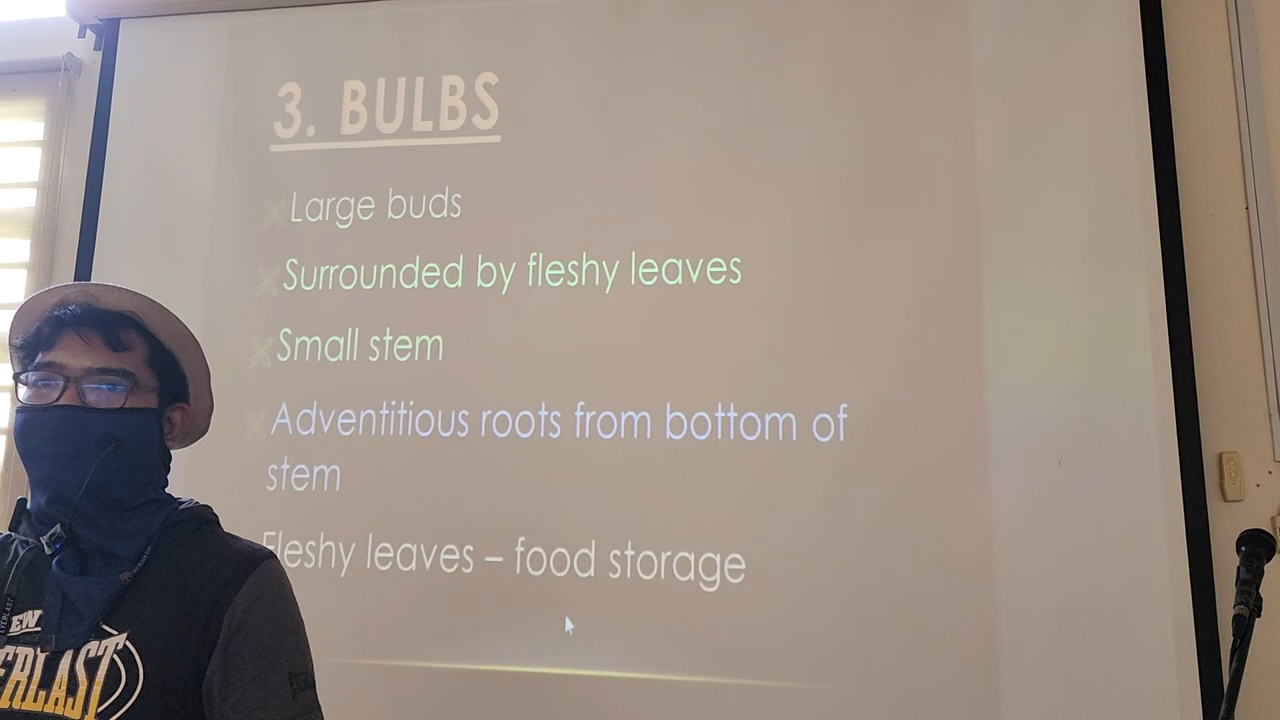 3. BULBS
Large buds
Surrounded by fleshy leaves
Small stem
Adventitious roots from bottom of
stem
Fleshy leaves – food storage
EVERLAST